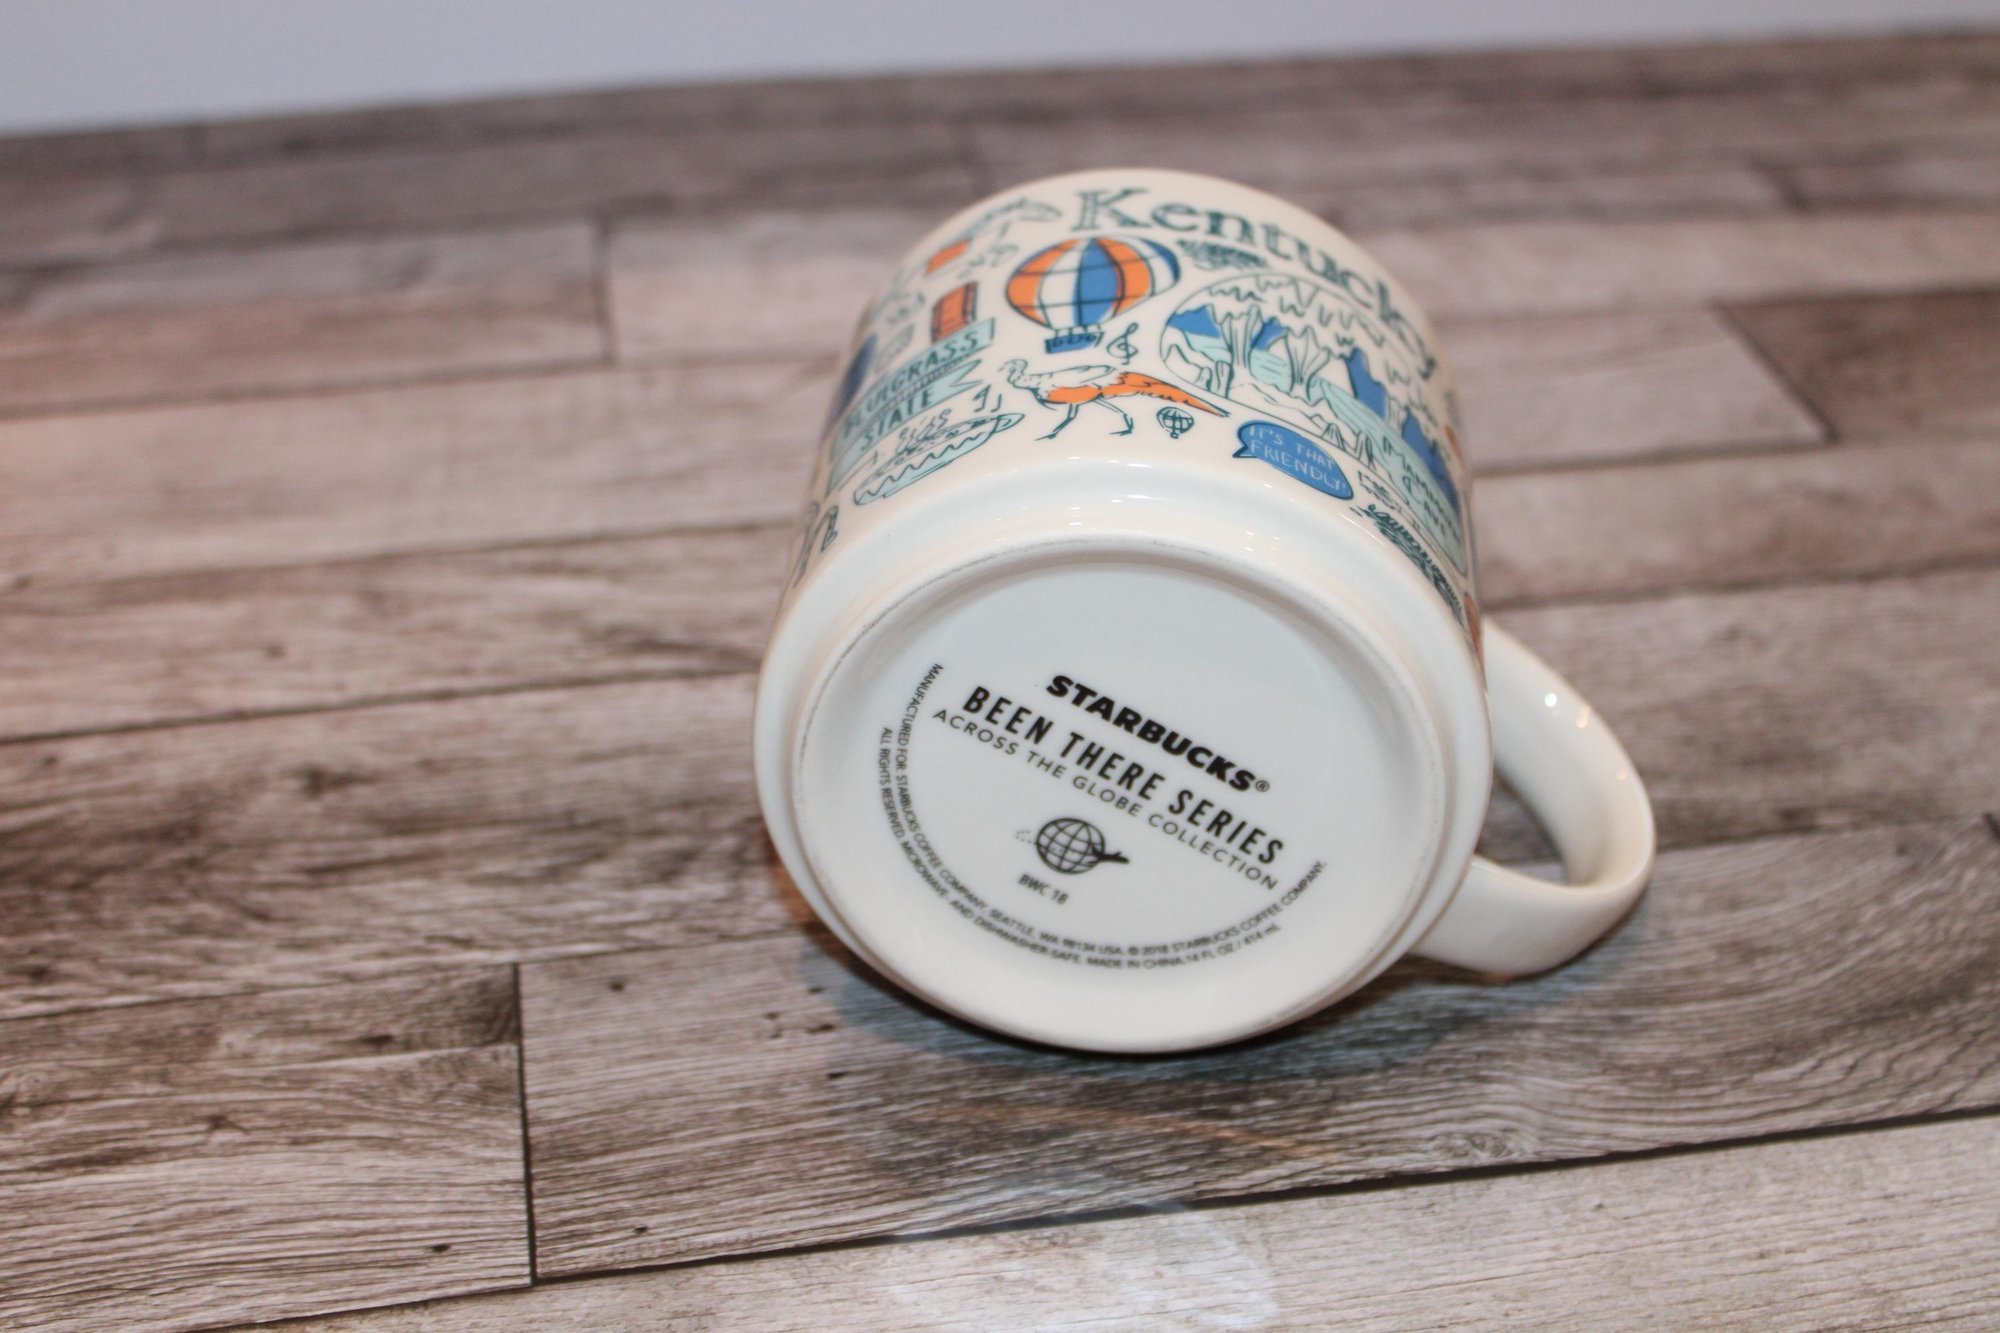 Kentucky
BLUEGRASS
STATE
IT'S THAT
FRIENDLY!
MAMMOTH
CAVE
STARBUCKS®
BEEN THERE SERIES
ACROSS THE GLOBE COLLECTION
BWC 18
MANUFACTURED FOR STARBUCKS COFFEE COMPANY, SEATTLE, WA 98134 USA. © 2018 STARBUCKS COFFEE COMPANY.
ALL RIGHTS RESERVED. MICROWAVE- AND DISHWASHER-SAFE. MADE IN CHINA.14 FL OZ / 414 mL